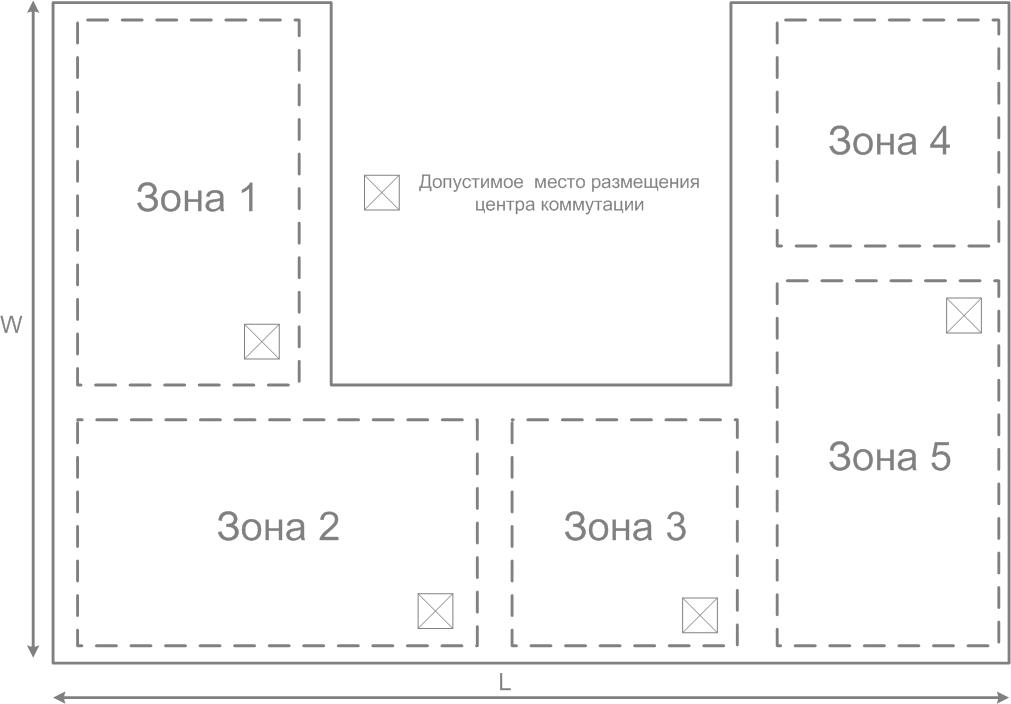 Зона 1
Допустимое место размещения
центра коммутации
Зона 4
W
Зона 5
Зона 2
Зона 3
L